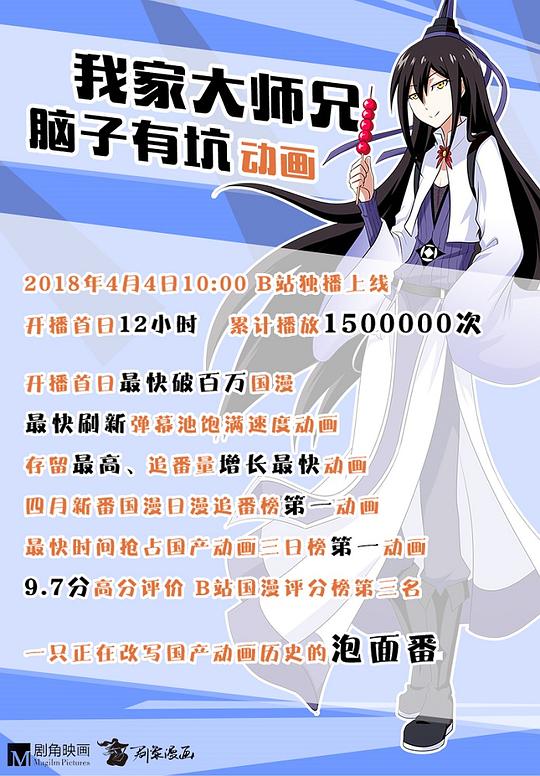 我家大师兄
脑子有坑 动画
2018年4月4日10:00 B站独播上线
开播首日12小时 累计播放1500000次
开播首日最快破百万国漫
最快刷新弹幕池饱满速度动画
存留最高、追番量增长最快动画
四月新番国漫日漫追番榜第一动画
最快时间抢占国产动画三日榜第一动画
9.7分高分评价 B站国漫评分榜第三名
一只正在改写国产动画历史的泡面番
M 剧角映画
Magilm Pictures